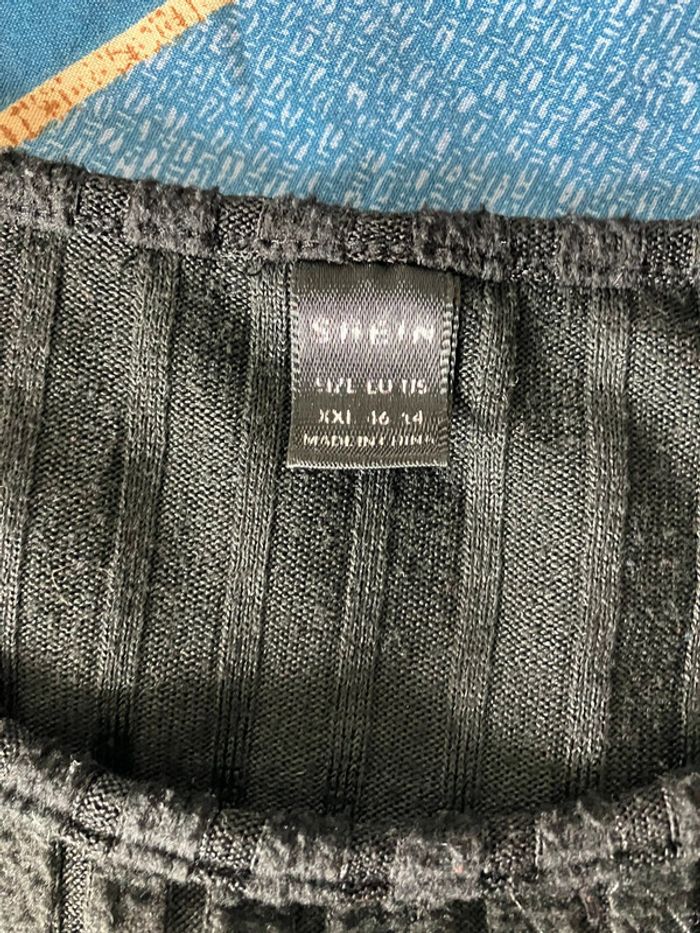 SHEIN
SIZE EU US
XXL 46 14
MADE IN CHINA